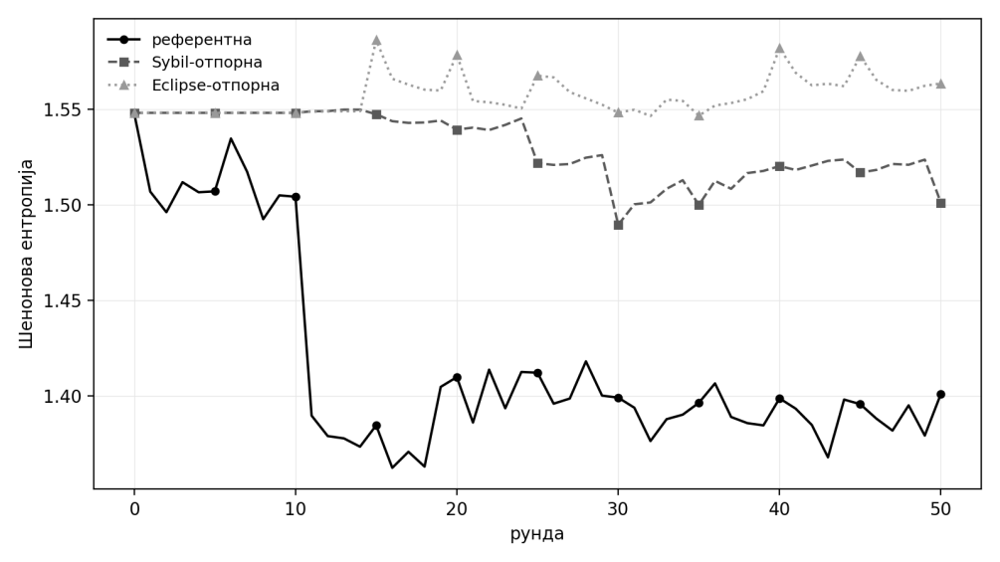 референтна
Sybil-отпорна
Eclipse-отпорна
Шенонова ентропија
1.55
1.50
1.45
1.40
0 10 20 30 40 50
рунда